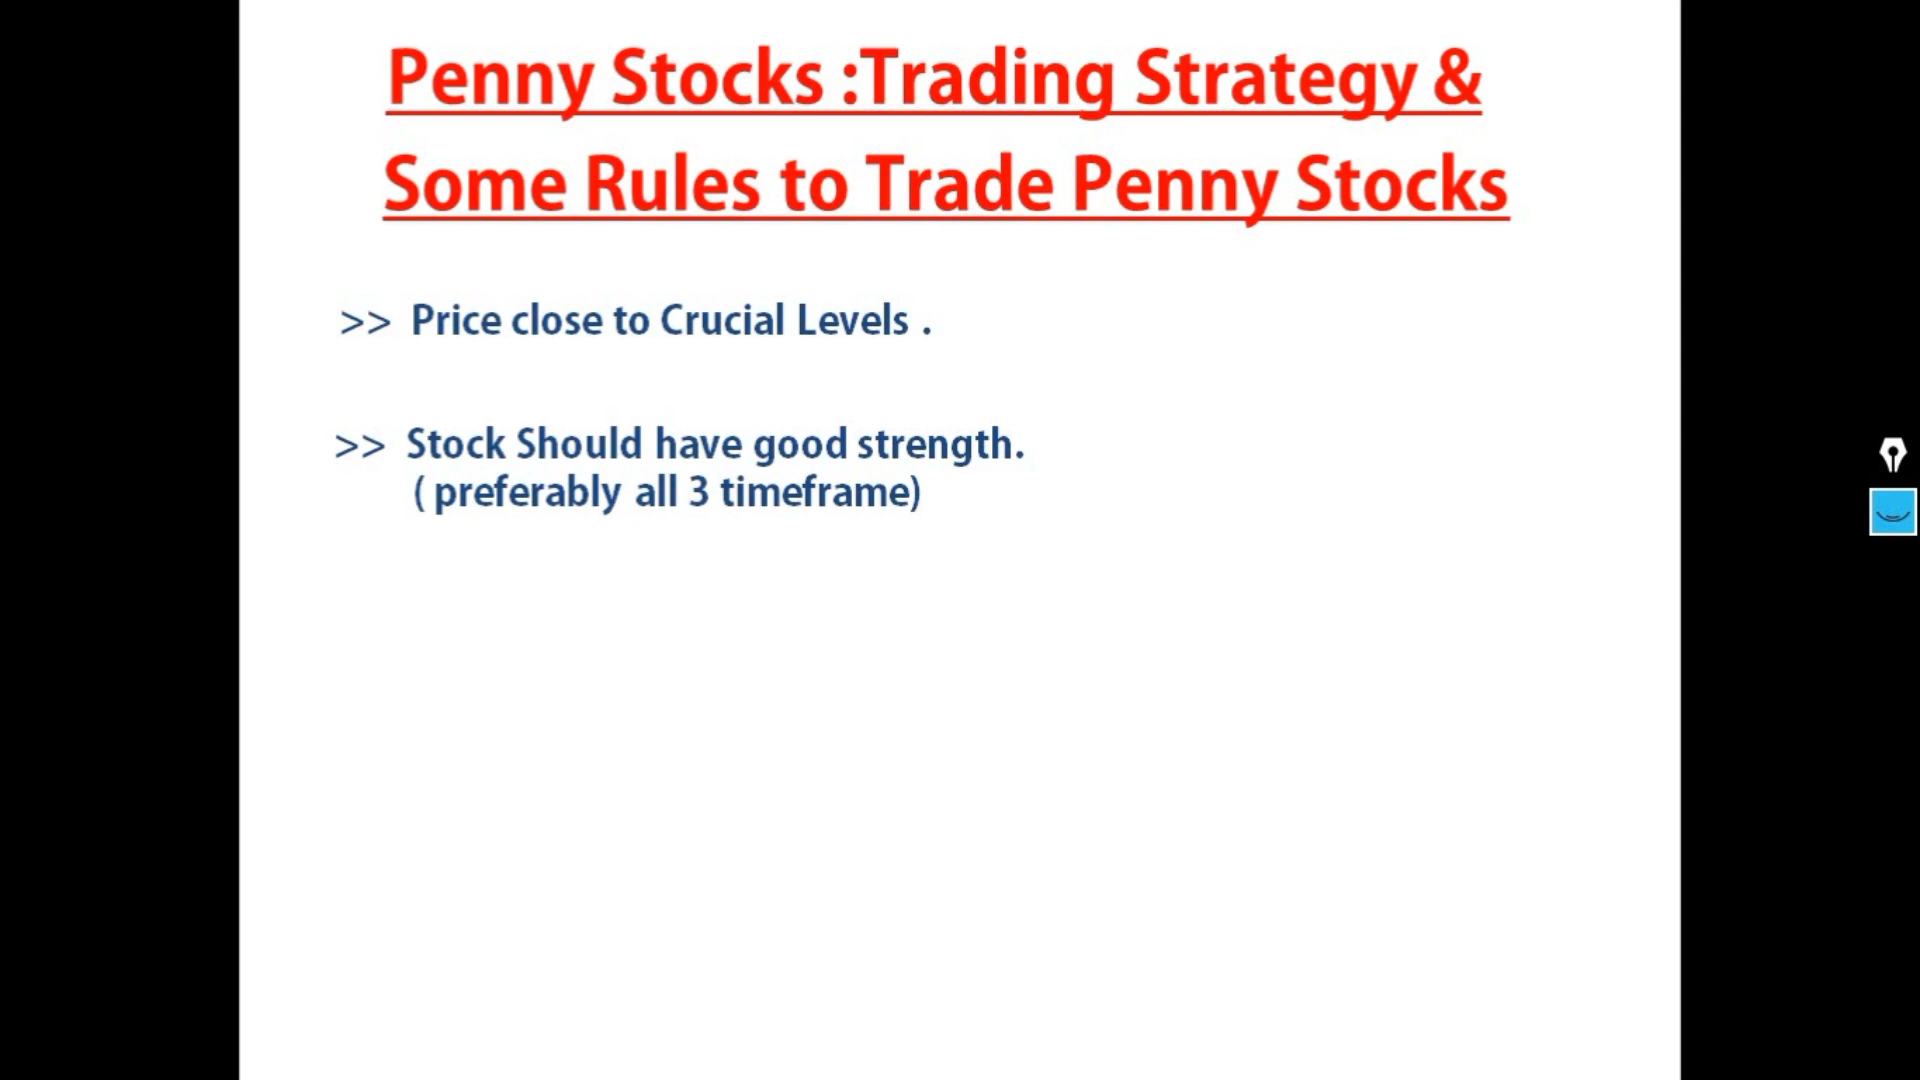 Penny Stocks :Trading Strategy &
Some Rules to Trade Penny Stocks
>> Price close to Crucial Levels .
>> Stock Should have good strength.
( preferably all 3 timeframe)